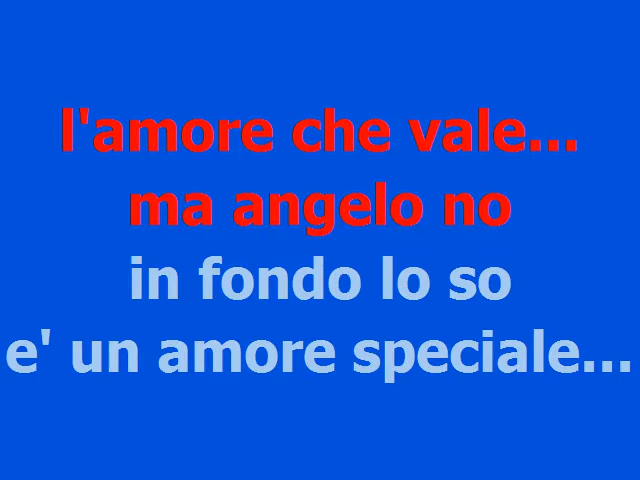 l'amore che vale...
ma angelo no
in fondo lo so
e' un amore speciale...